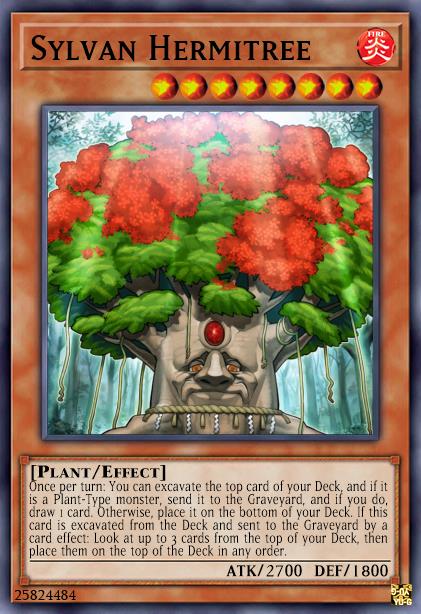 Sylvan Hermitree
FIRE
炎
[Plant/Effect]
Once per turn: You can excavate the top card of your Deck, and if it
is a Plant-Type monster, send it to the Graveyard, and if you do,
draw 1 card. Otherwise, place it on the bottom of your Deck. If this
card is excavated from the Deck and sent to the Graveyard by a
card effect: Look at up to 3 cards from the top of your Deck, then
place them on the top of the Deck in any order.
ATK/2700 DEF/1800
25824484